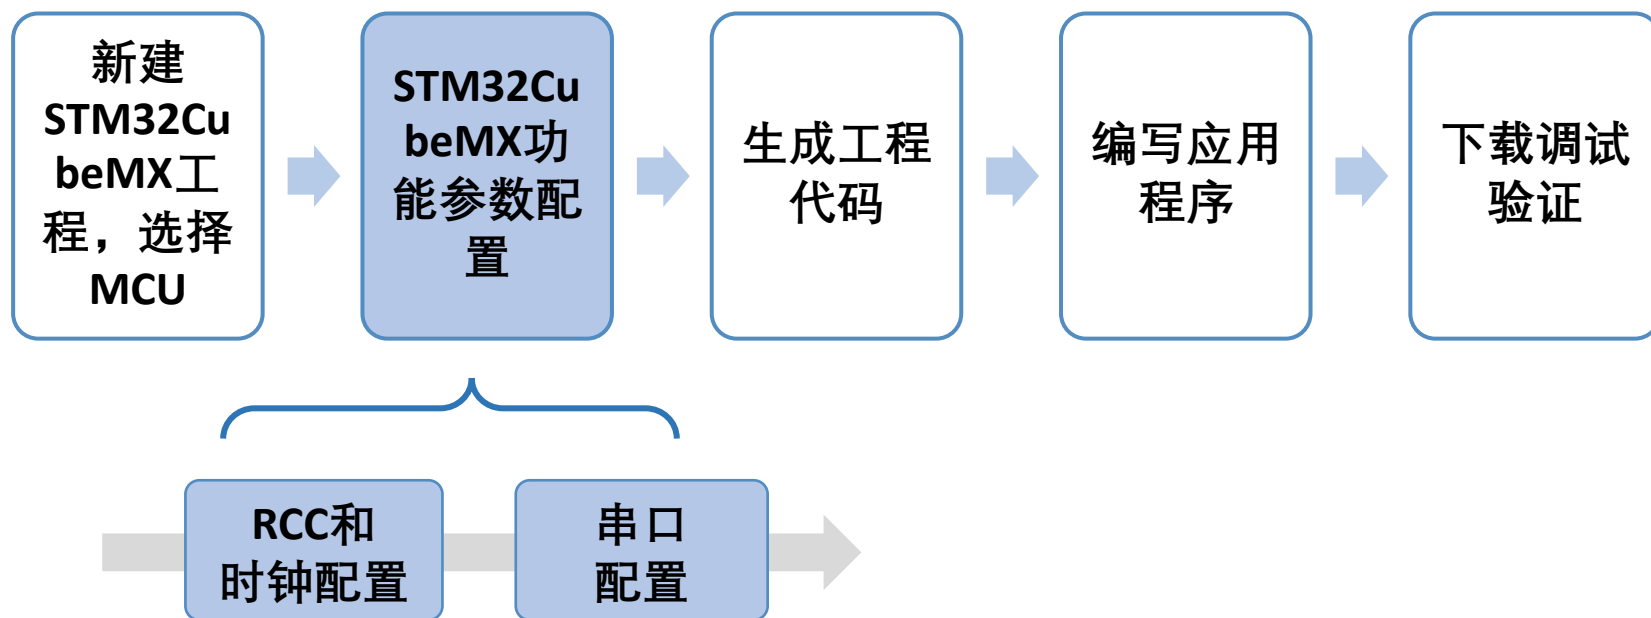 新建
STM32Cu
beMX工
程，选择
MCU
STM32Cu
beMX功
能参数配
置
生成工程
代码
编写应用
程序
下载调试
验证
RCC和
时钟配置
串口
配置